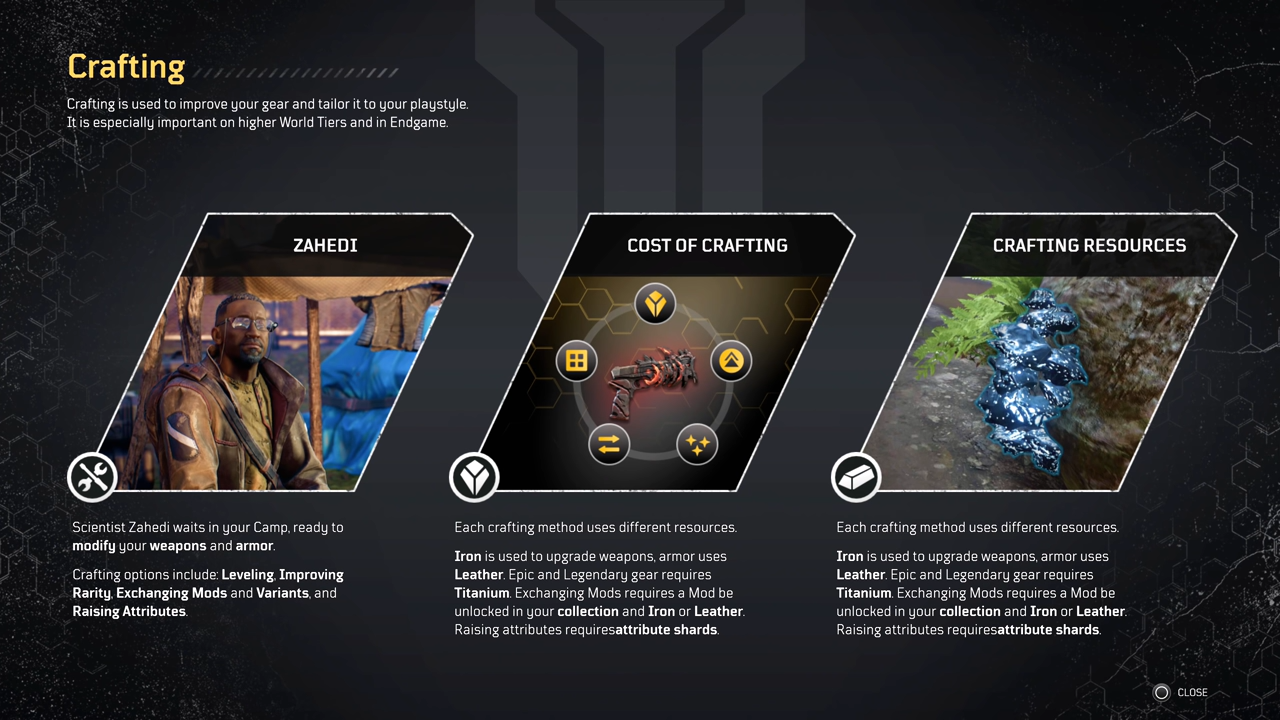 Crafting
Crafting is used to improve your gear and tailor it to your playstyle.
It is especially important on higher World Tiers and in Endgame.
ZAHEDI
Scientist Zahedi waits in your Camp, ready to
modify your weapons and armor.
Crafting options include: Leveling, Improving
Rarity, Exchanging Mods and Variants, and
Raising Attributes.
COST OF CRAFTING
Each crafting method uses different resources.
Iron is used to upgrade weapons, armor uses
Leather. Epic and Legendary gear requires
Titanium. Exchanging Mods requires a Mod be
unlocked in your collection and Iron or Leather.
Raising attributes requiresattribute shards.
CRAFTING RESOURCES
Each crafting method uses different resources.
Iron is used to upgrade weapons, armor uses
Leather. Epic and Legendary gear requires
Titanium. Exchanging Mods requires a Mod be
unlocked in your collection and Iron or Leather.
Raising attributes requiresattribute shards.
CLOSE